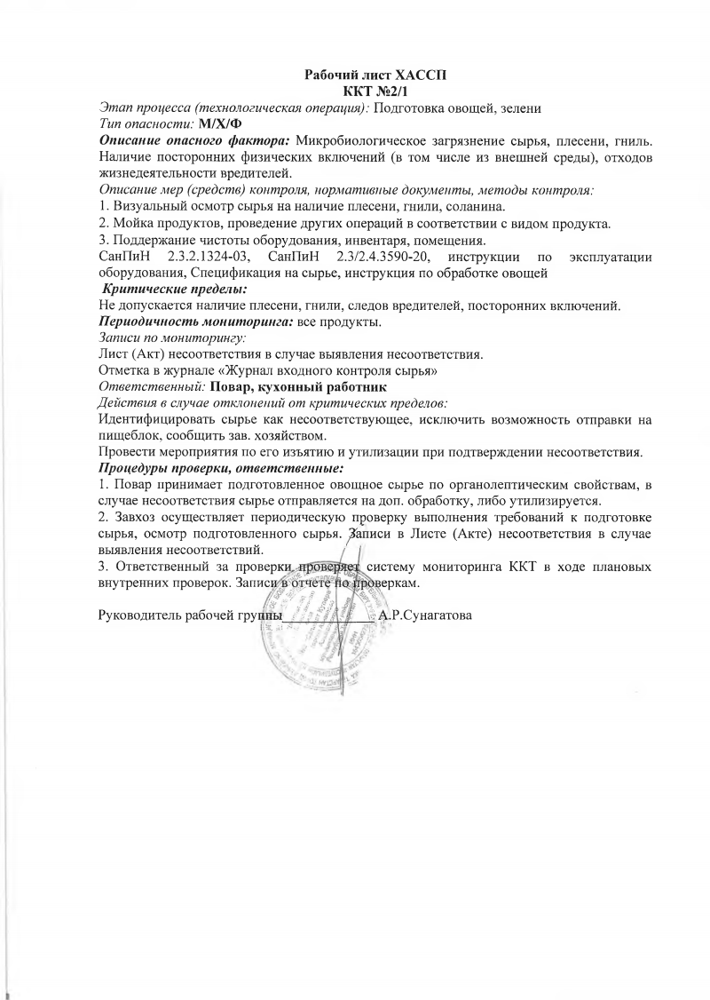 Рабочий лист ХАССП
ККТ №2/1
Этап процесса (технологическая операция): Подготовка овощей, зелени
Тип опасности: М/Х/Ф
Описание опасного фактора: Микробиологическое загрязнение сырья, плесени, гниль.
Наличие посторонних физических включений (в том числе из внешней среды), отходов
жизнедеятельности вредителей.
Описание мер (средств) контроля, нормативные документы, методы контроля:
1. Визуальный осмотр сырья на наличие плесени, гнили, соланина.
2. Мойка продуктов, проведение других операций в соответствии с видом продукта.
3. Поддержание чистоты оборудования, инвентаря, помещения.
СанПиН 2.3.2.1324-03, СанПиН 2.3/2.4.3590-20, инструкции по эксплуатации
оборудования, Спецификация на сырье, инструкция по обработке овощей
Критические пределы:
Не допускается наличие плесени, гнили, следов вредителей, посторонних включений.
Периодичность мониторинга: все продукты.
Записи по мониторингу:
Лист (Акт) несоответствия в случае выявления несоответствия.
Отметка в журнале «Журнал входного контроля сырья»
Ответственный: Повар, кухонный работник
Действия в случае отклонений от критических пределов:
Идентифицировать сырье как несоответствующее, исключить возможность отправки на
пищеблок, сообщить зав. хозяйством.
Провести мероприятия по его изъятию и утилизации при подтверждении несоответствия.
Процедуры проверки, ответственные:
1. Повар принимает подготовленное овощное сырье по органолептическим свойствам, в
случае несоответствия сырье отправляется на доп. обработку, либо утилизируется.
2. Завхоз осуществляет периодическую проверку выполнения требований к подготовке
сырья, осмотр подготовленного сырья. Записи в Листе (Акте) несоответствия в случае
выявления несоответствий.
3. Ответственный за проверки проверяет систему мониторинга ККТ в ходе плановых
внутренних проверок. Записи в отчете по проверкам.
Руководитель рабочей группы А.Р.Сунагатова